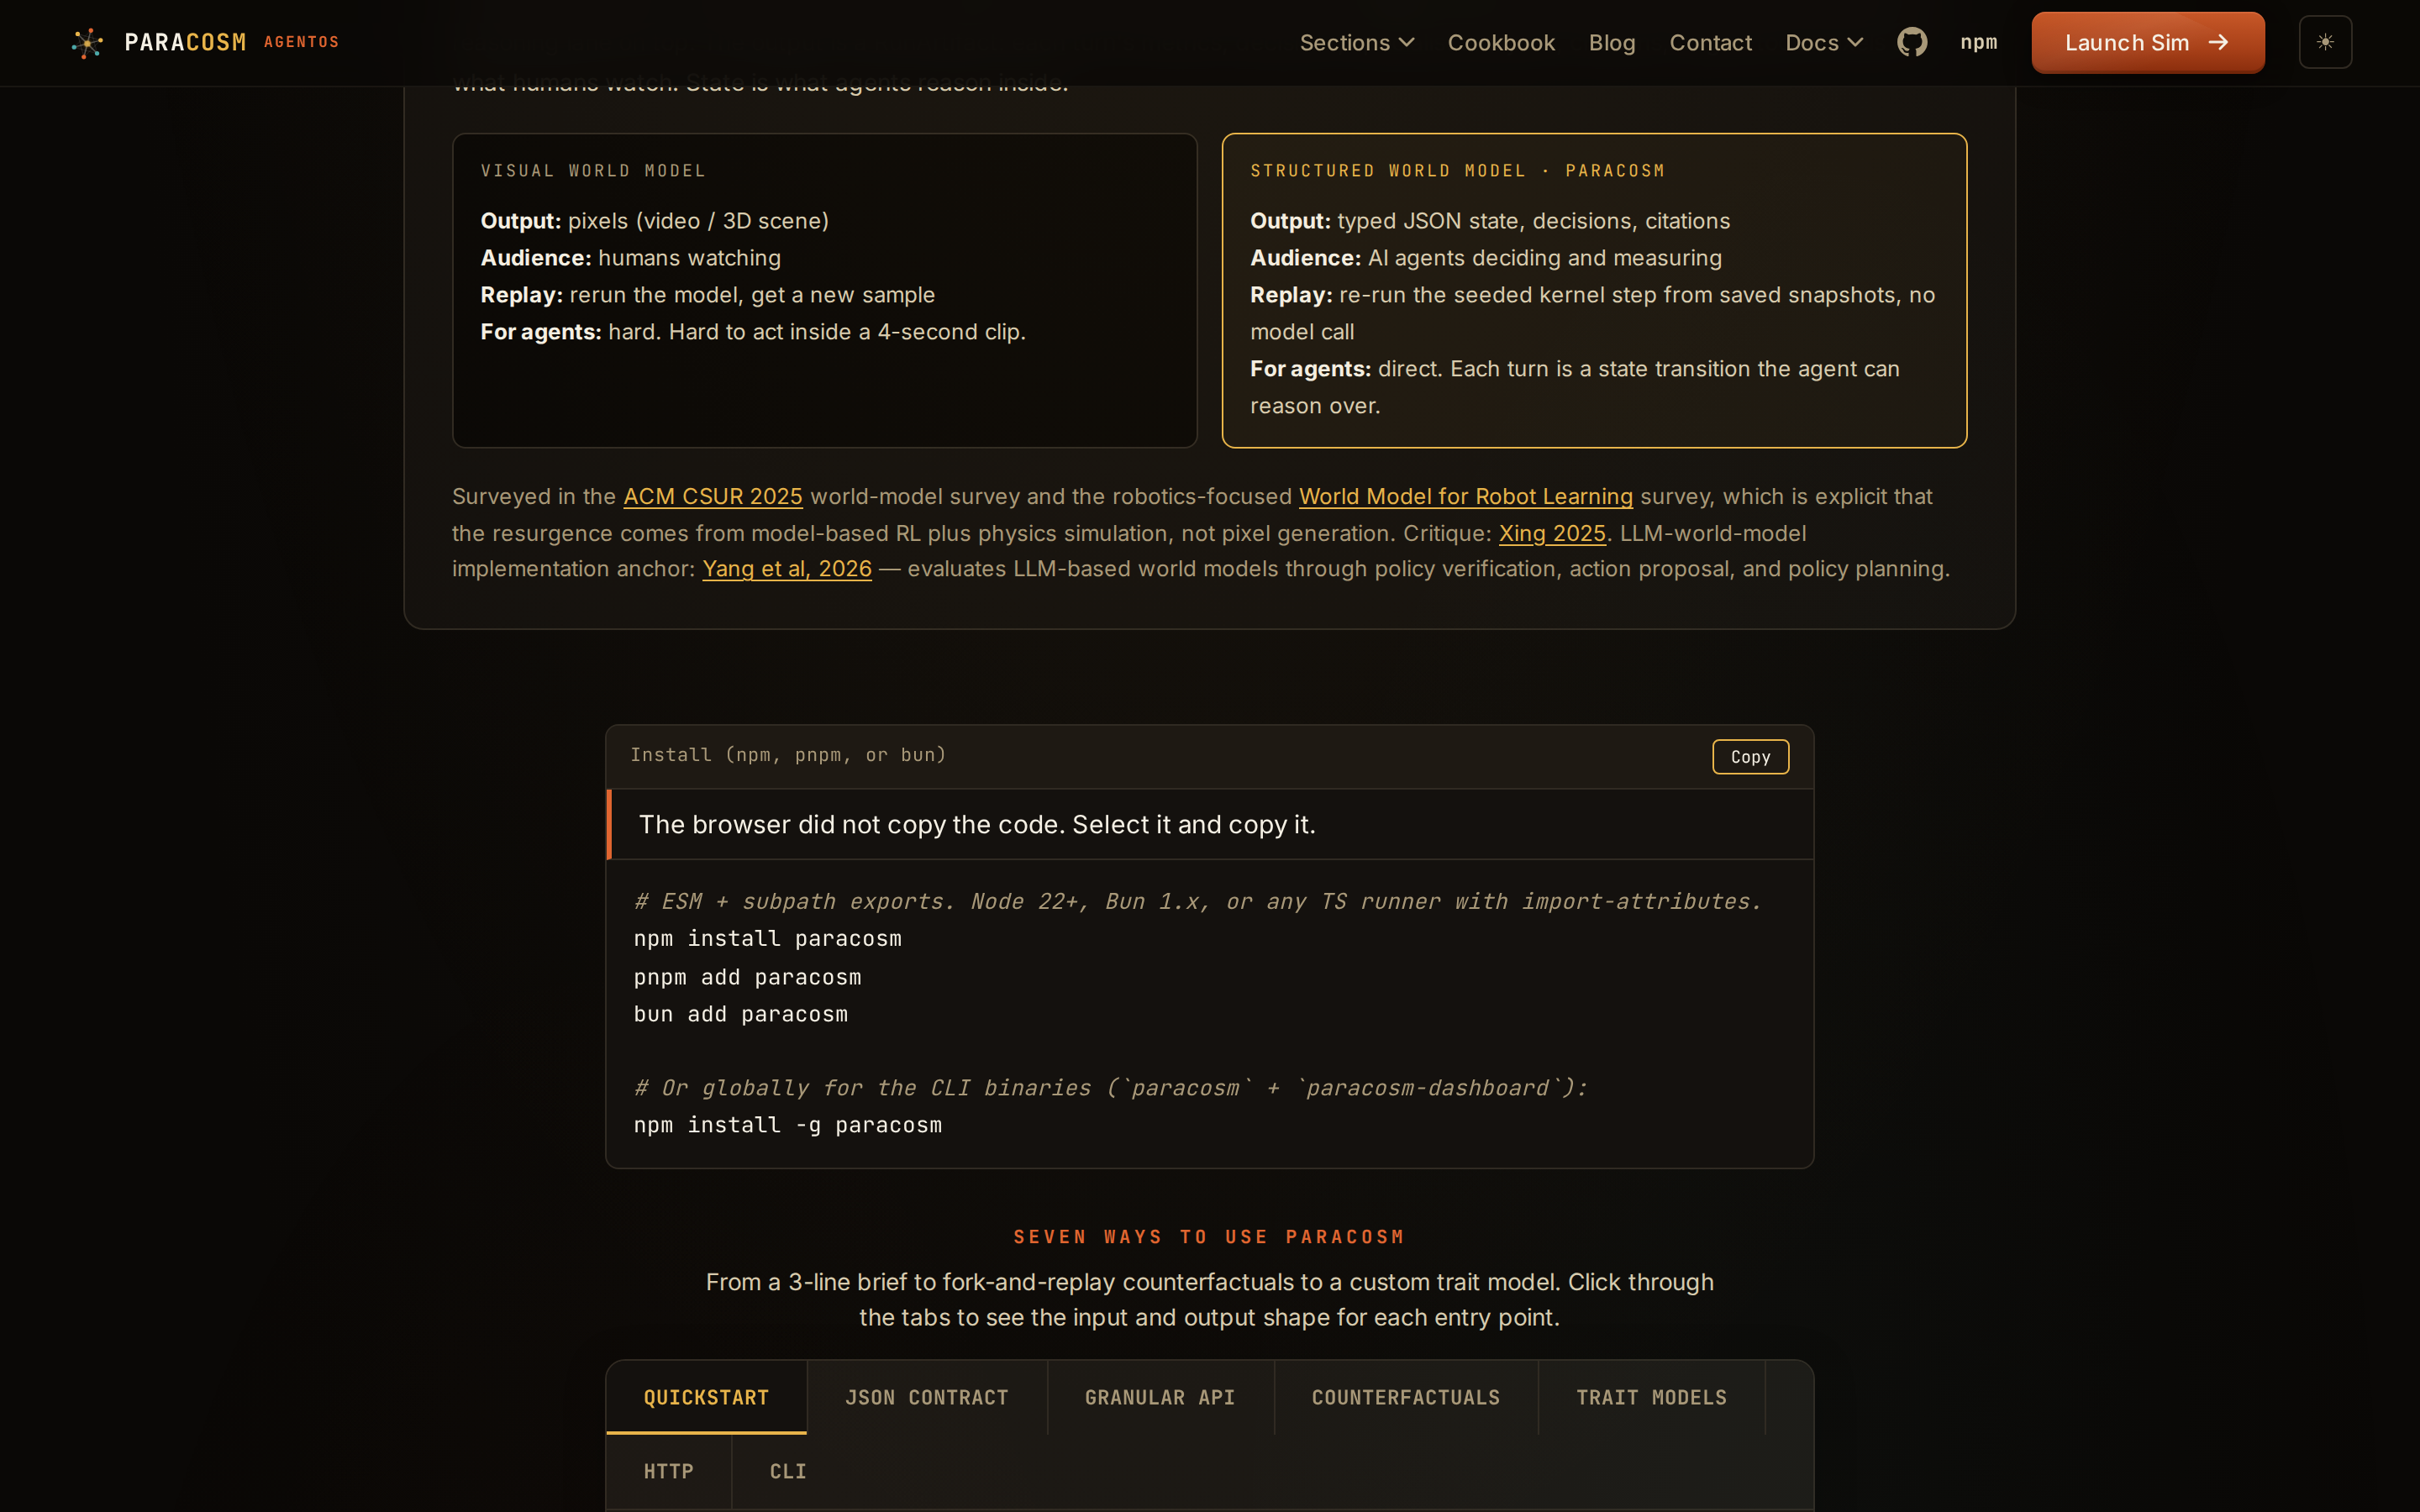 PARACOSM AGENTOS
Sections
Cookbook
Blog
Contact
Docs
npm
Launch Sim →
what humans watch. State is what agents reason inside.
VISUAL WORLD MODEL
Output: pixels (video / 3D scene)
Audience: humans watching
Replay: rerun the model, get a new sample
For agents: hard. Hard to act inside a 4-second clip.
STRUCTURED WORLD MODEL · PARACOSM
Output: typed JSON state, decisions, citations
Audience: AI agents deciding and measuring
Replay: re-run the seeded kernel step from saved snapshots, no
model call
For agents: direct. Each turn is a state transition the agent can
reason over.
Surveyed in the ACM CSUR 2025 world-model survey and the robotics-focused World Model for Robot Learning survey, which is explicit that
the resurgence comes from model-based RL plus physics simulation, not pixel generation. Critique: Xing 2025. LLM-world-model
implementation anchor: Yang et al, 2026 — evaluates LLM-based world models through policy verification, action proposal, and policy planning.
Install (npm, pnpm, or bun)
Copy
The browser did not copy the code. Select it and copy it.
# ESM + subpath exports. Node 22+, Bun 1.x, or any TS runner with import-attributes.
npm install paracosm
pnpm add paracosm
bun add paracosm
# Or globally for the CLI binaries (`paracosm` + `paracosm-dashboard`):
npm install -g paracosm
SEVEN WAYS TO USE PARACOSM
From a 3-line brief to fork-and-replay counterfactuals to a custom trait model. Click through
the tabs to see the input and output shape for each entry point.
QUICKSTART
JSON CONTRACT
GRANULAR API
COUNTERFACTUALS
TRAIT MODELS
HTTP
CLI